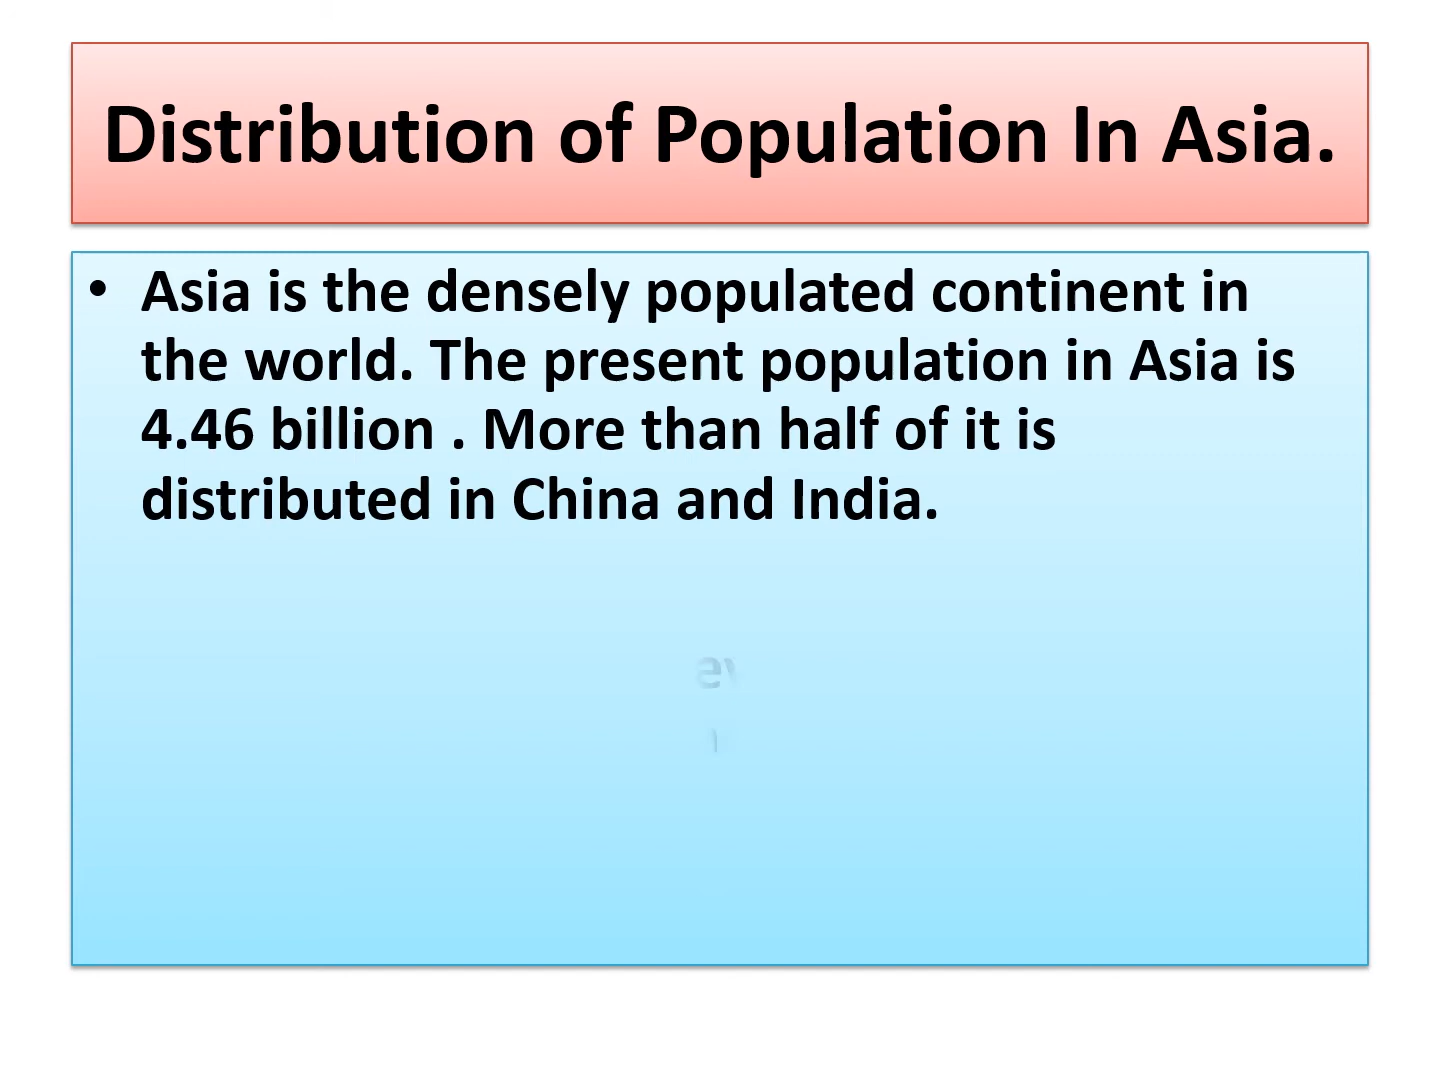 Distribution of Population In Asia.
• Asia is the densely populated continent in
the world. The present population in Asia is
4.46 billion . More than half of it is
distributed in China and India.